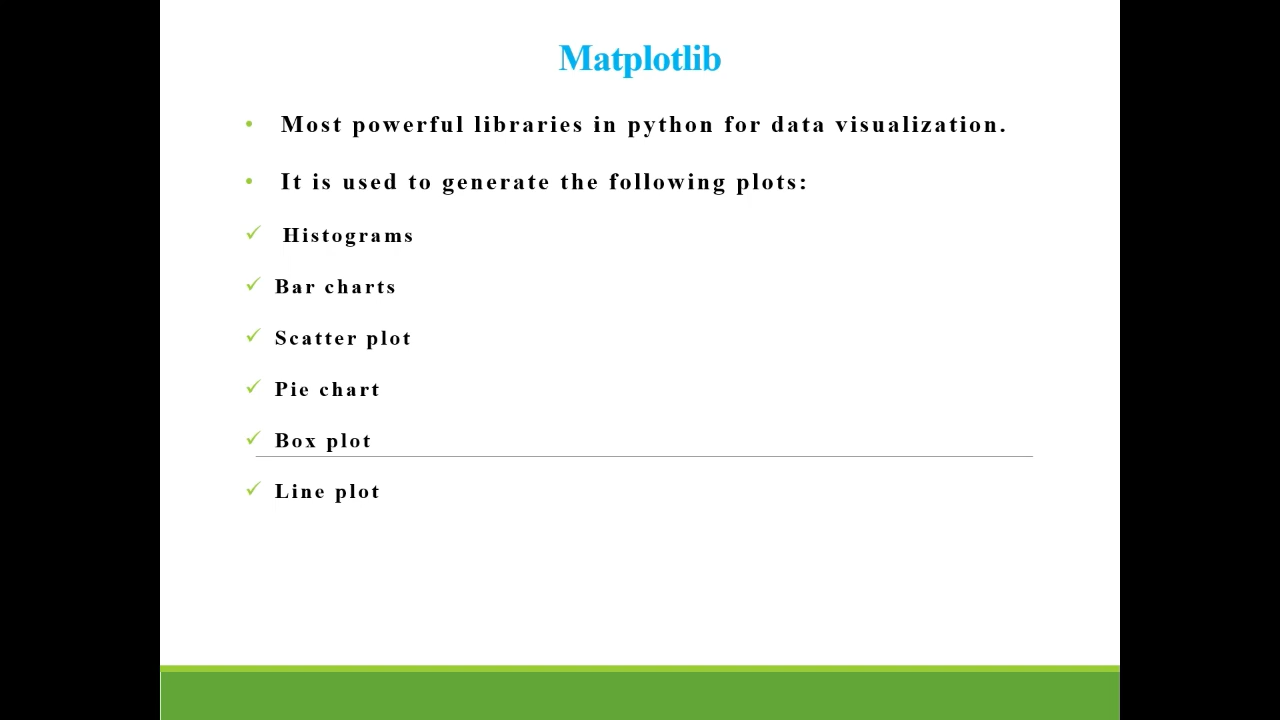 Matplotlib
• Most powerful libraries in python for data visualization.
• It is used to generate the following plots:
✓ Histograms
✓ Bar charts
✓ Scatter plot
✓ Pie chart
✓ Box plot
✓ Line plot